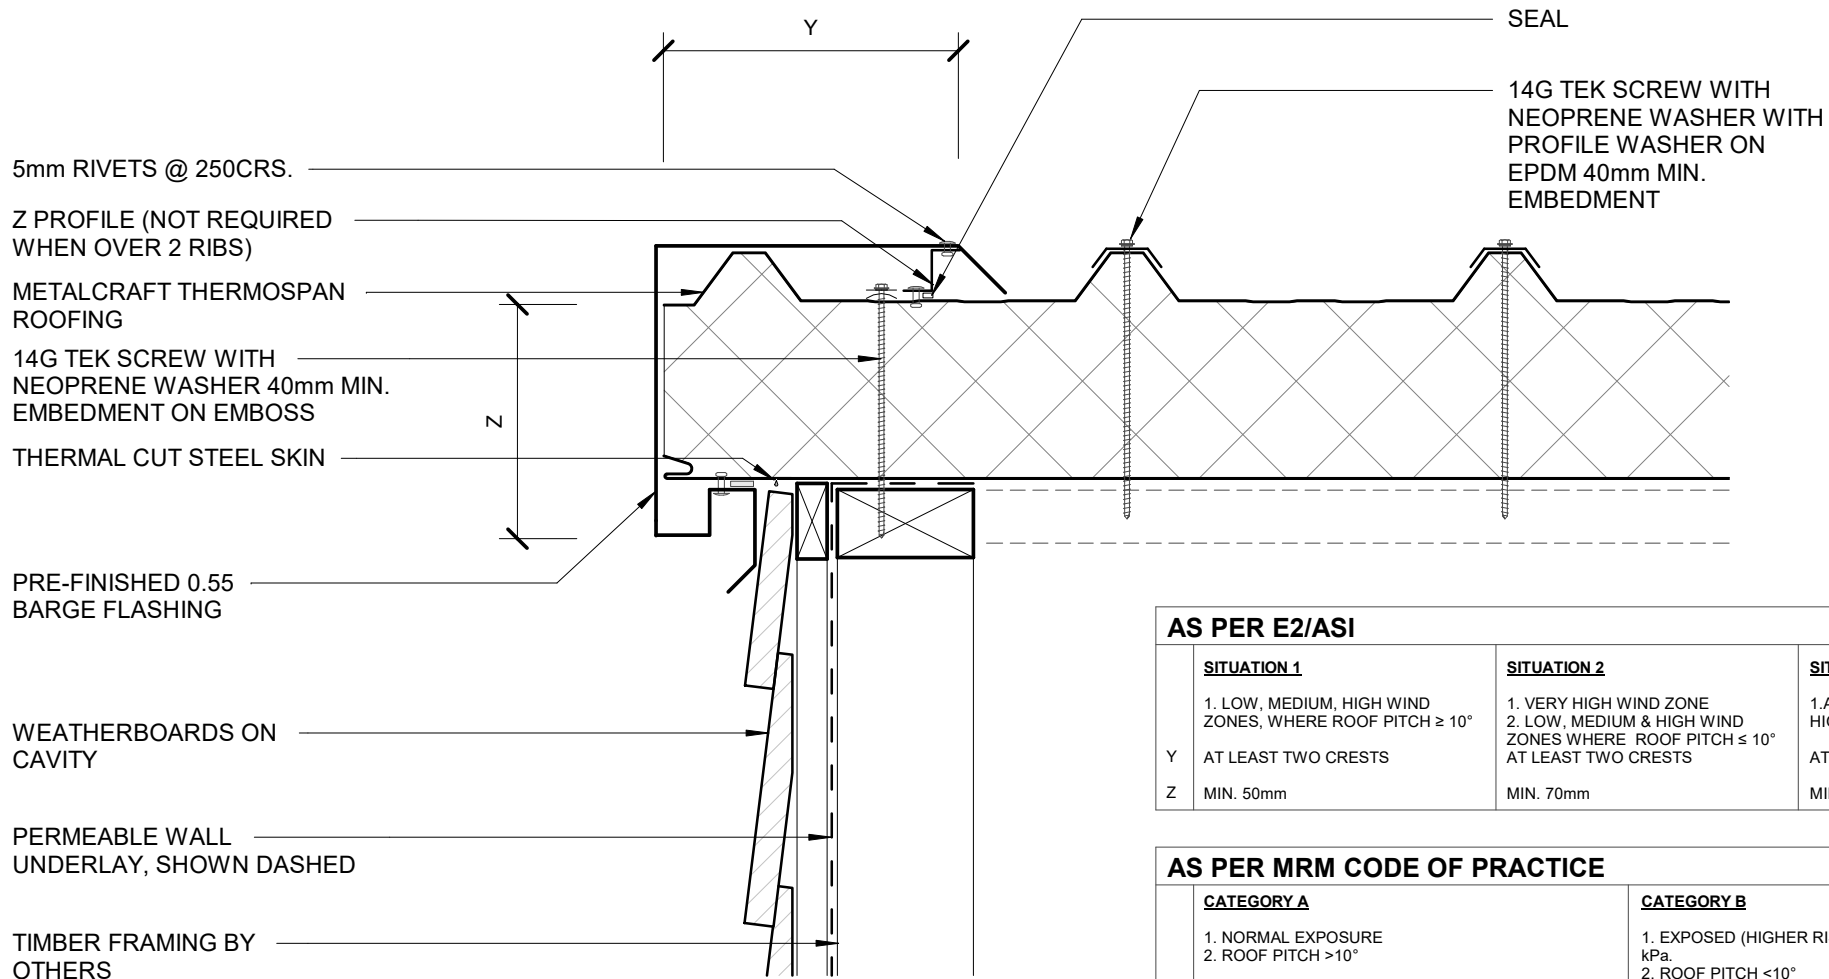 Y
SEAL
14G TEK SCREW WITH
NEOPRENE WASHER WITH
PROFILE WASHER ON
EPDM 40mm MIN.
EMBEDMENT
5mm RIVETS @ 250CRS.
Z PROFILE (NOT REQUIRED
WHEN OVER 2 RIBS)
METALCRAFT THERMOSPAN
ROOFING
14G TEK SCREW WITH
NEOPRENE WASHER 40mm MIN.
EMBEDMENT ON EMBOSS
Z
THERMAL CUT STEEL SKIN
PRE-FINISHED 0.55
BARGE FLASHING
WEATHERBOARDS ON
CAVITY
PERMEABLE WALL
UNDERLAY, SHOWN DASHED
TIMBER FRAMING BY
OTHERS
AS PER E2/ASI
SITUATION 1
1. LOW, MEDIUM, HIGH WIND
ZONES, WHERE ROOF PITCH ≥ 10°
Y AT LEAST TWO CRESTS
Z MIN. 50mm
SITUATION 2
1. VERY HIGH WIND ZONE
2. LOW, MEDIUM & HIGH WIND
ZONES WHERE ROOF PITCH ≤ 10°
AT LEAST TWO CRESTS
MIN. 70mm
AS PER MRM CODE OF PRACTICE
CATEGORY A
1. NORMAL EXPOSURE
2. ROOF PITCH >10°
CATEGORY B
1. EXPOSED (HIGHER
kPa.
2. ROOF PITCH <10°